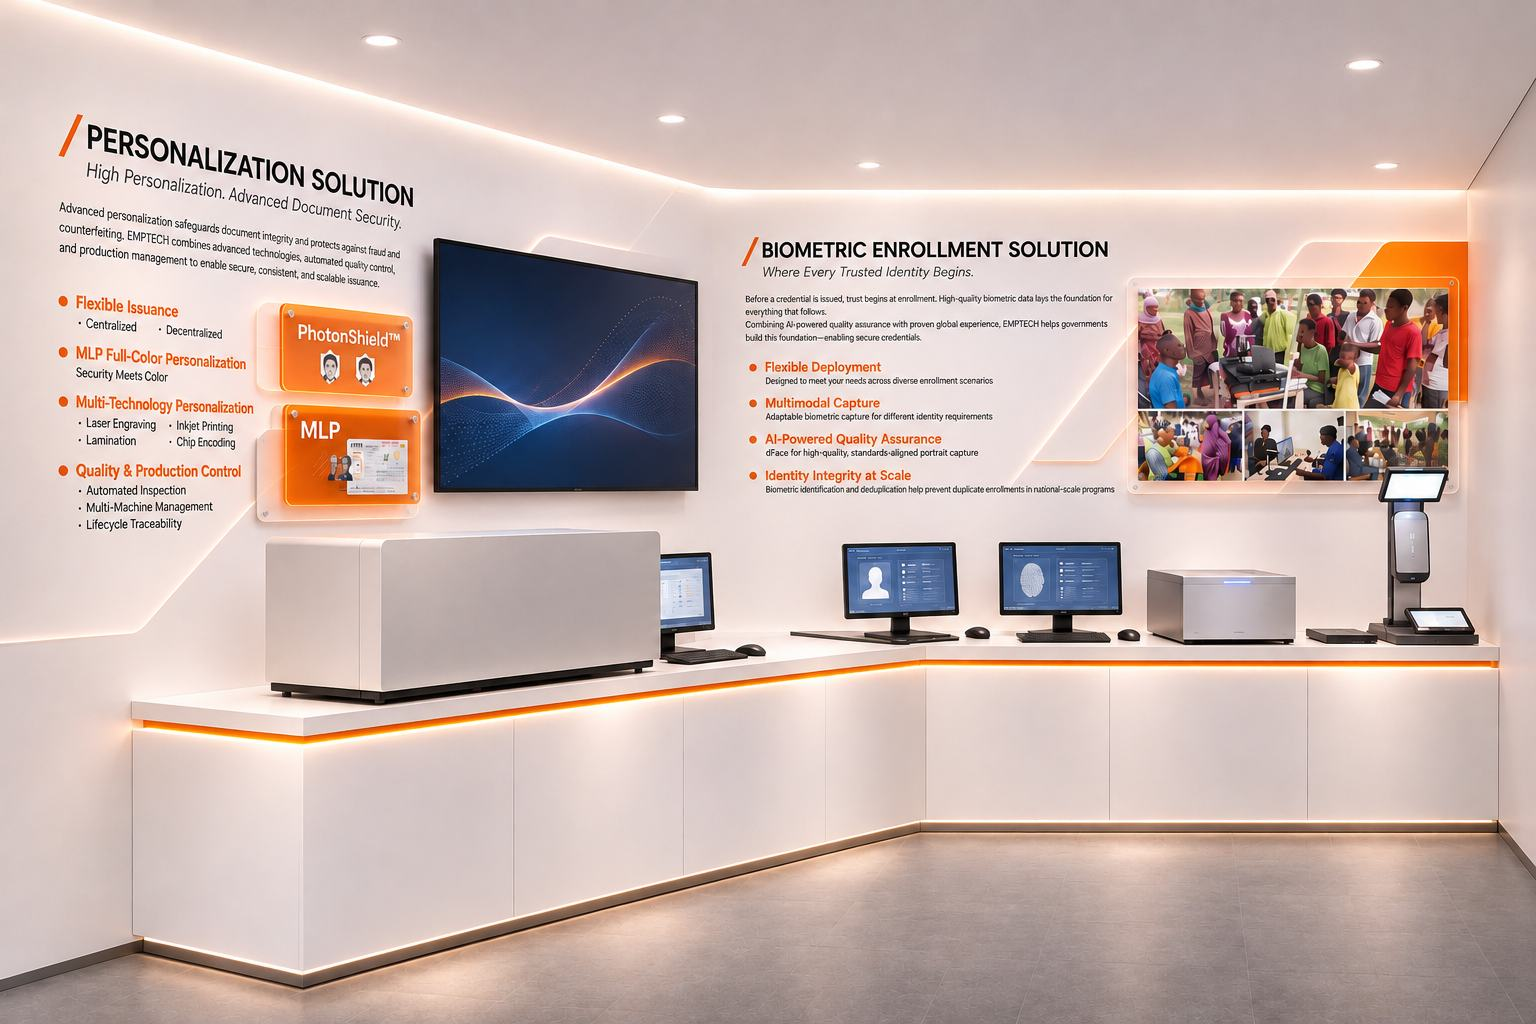 PERSONALIZATION SOLUTION
High Personalization. Advanced Document Security.
Advanced personalization safeguards document integrity and protects against fraud and
counterfeiting. EMPTECH combines advanced technologies, automated quality control,
and production management to enable secure, consistent, and scalable issuance.
Flexible Issuance
· Centralized · Decentralized
MLP Full-Color Personalization
Security Meets Color
Multi-Technology Personalization
· Laser Engraving · Inkjet Printing
· Lamination · Chip Encoding
Quality & Production Control
· Automated Inspection
· Multi-Machine Management
· Lifecycle Traceability
PhotonShield™
MLP
BIOMETRIC ENROLLMENT SOLUTION
Where Every Trusted Identity Begins.
Before a credential is issued, trust begins at enrollment. High-quality biometric data lays the foundation for
everything that follows.
Combining AI-powered quality assurance with proven global experience, EMPTECH helps governments
build this foundation—enabling secure credentials.
Flexible Deployment
Designed to meet your needs across diverse enrollment scenarios
Multimodal Capture
Adaptable biometric capture for different identity requirements
AI-Powered Quality Assurance
dFace for high-quality, standards-aligned portrait capture
Identity Integrity at Scale
Biometric identification and deduplication help prevent duplicate enrollments in national-scale programs